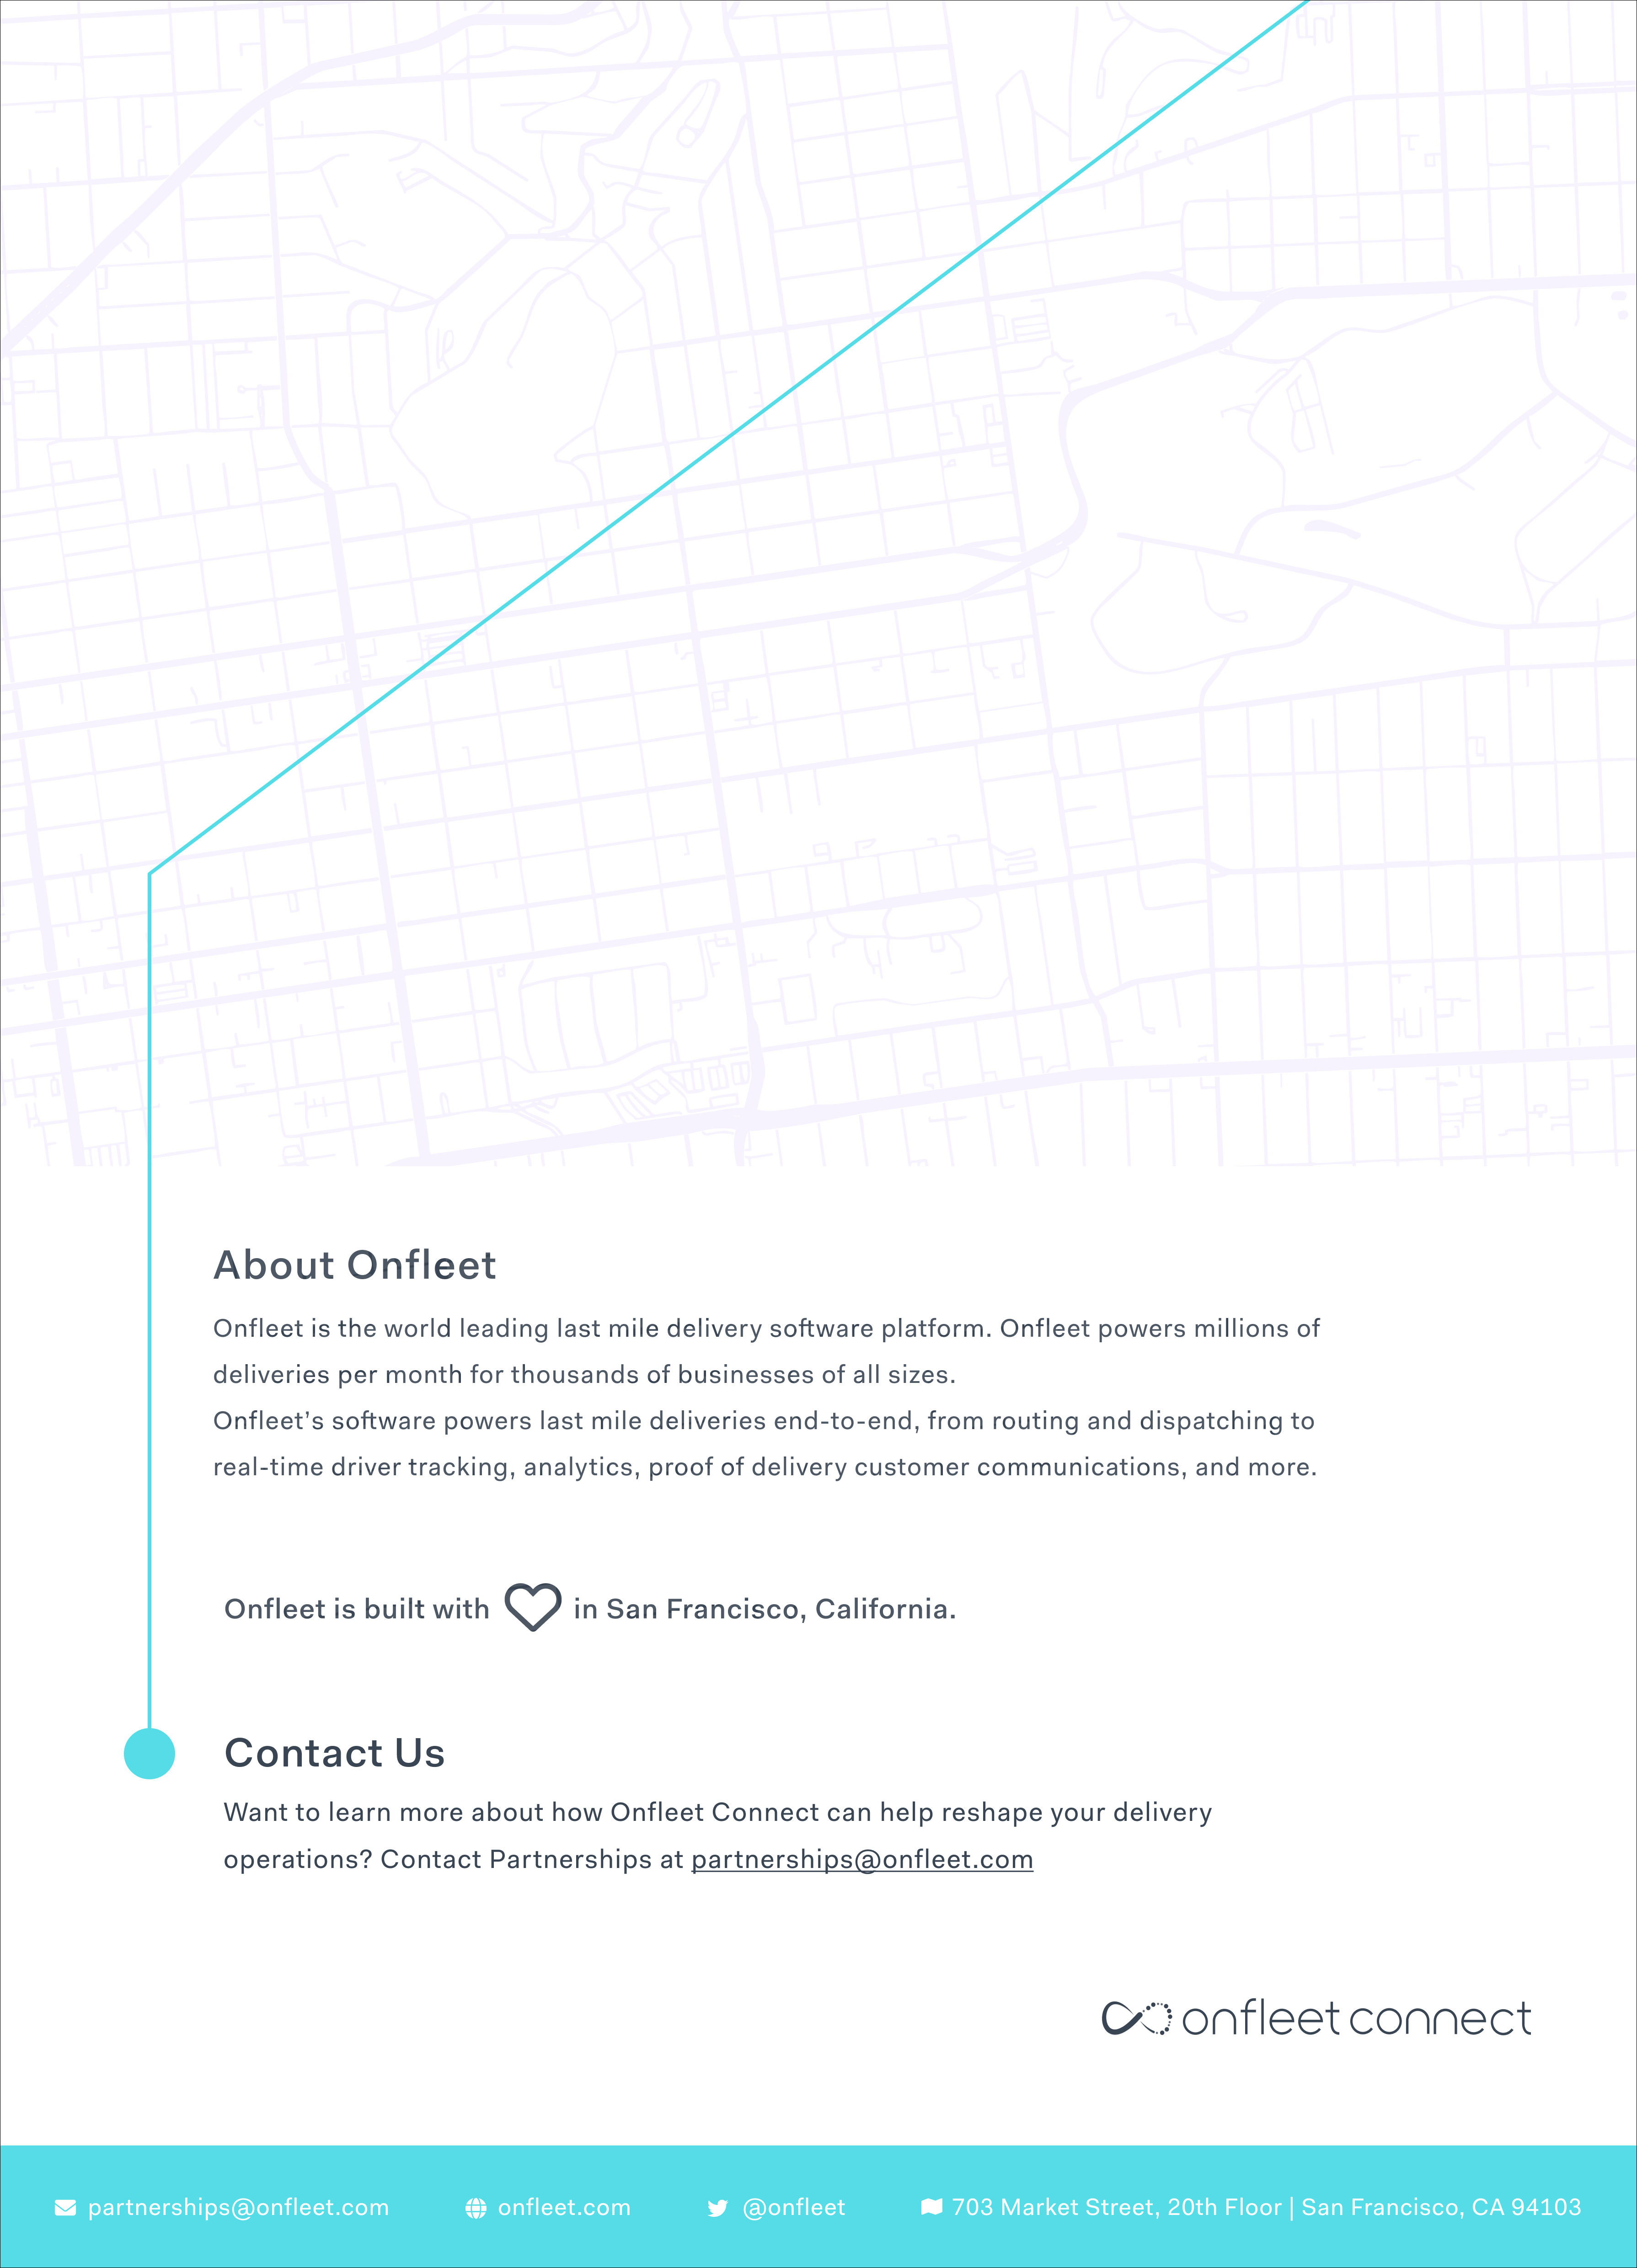 About Onfleet
Onfleet is the world leading last mile delivery software platform. Onfleet powers millions of
deliveries per month for thousands of businesses of all sizes.
Onfleet’s software powers last mile deliveries end-to-end, from routing and dispatching to
real-time driver tracking, analytics, proof of delivery customer communications, and more.
Onfleet is built with in San Francisco, California.
Contact Us
Want to learn more about how Onfleet Connect can help reshape your delivery
operations? Contact Partnerships at partnerships@onfleet.com
onfleet connect
partnerships@onfleet.com onfleet.com @onfleet 703 Market Street, 20th Floor | San Francisco, CA 94103